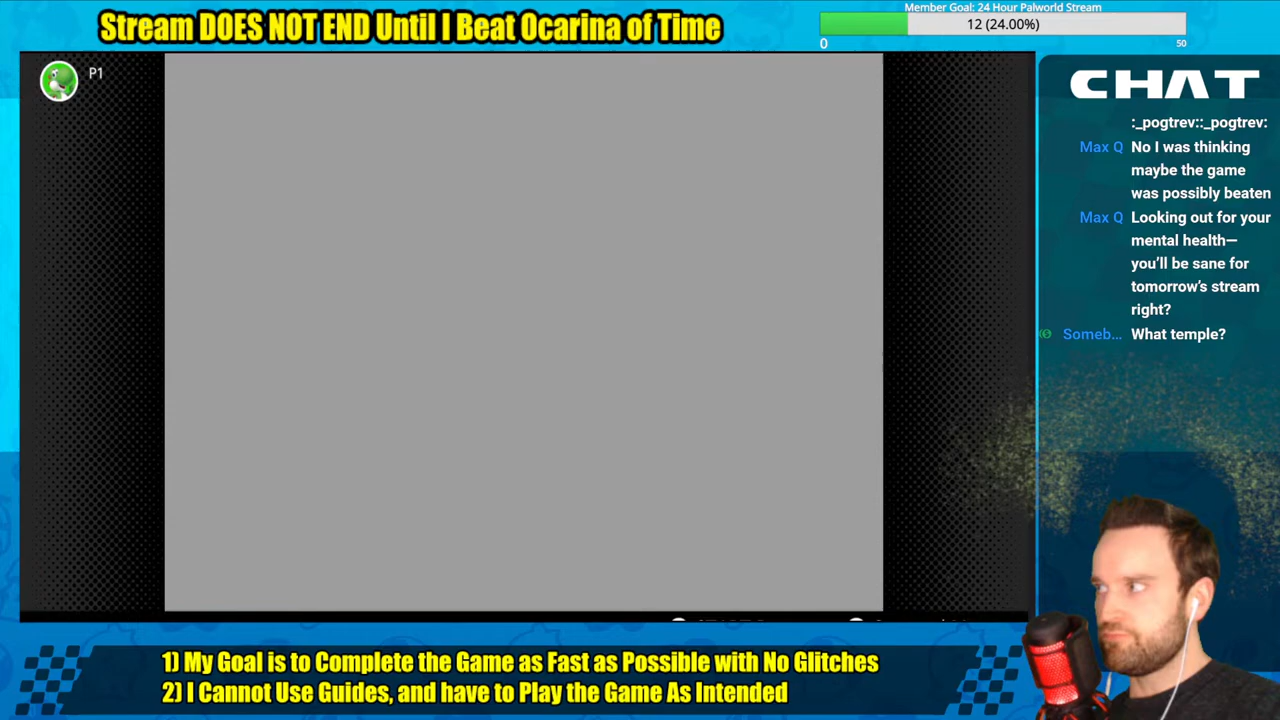 Stream DOES NOT END Until I Beat Ocarina of Time
Member Goal: 24 Hour Palworld Stream
12 (24.00%)
0
50
P1
CHAT
:_pogtrev::_pogtrev:
Max Q No I was thinking
maybe the game
was possibly beaten
Max Q Looking out for your
mental health—
you'll be sane for
tomorrow's stream
right?
Someb... What temple?
1) My Goal is to Complete the Game as Fast as Possible with No Glitches
2) I Cannot Use Guides, and have to Play the Game As Intended